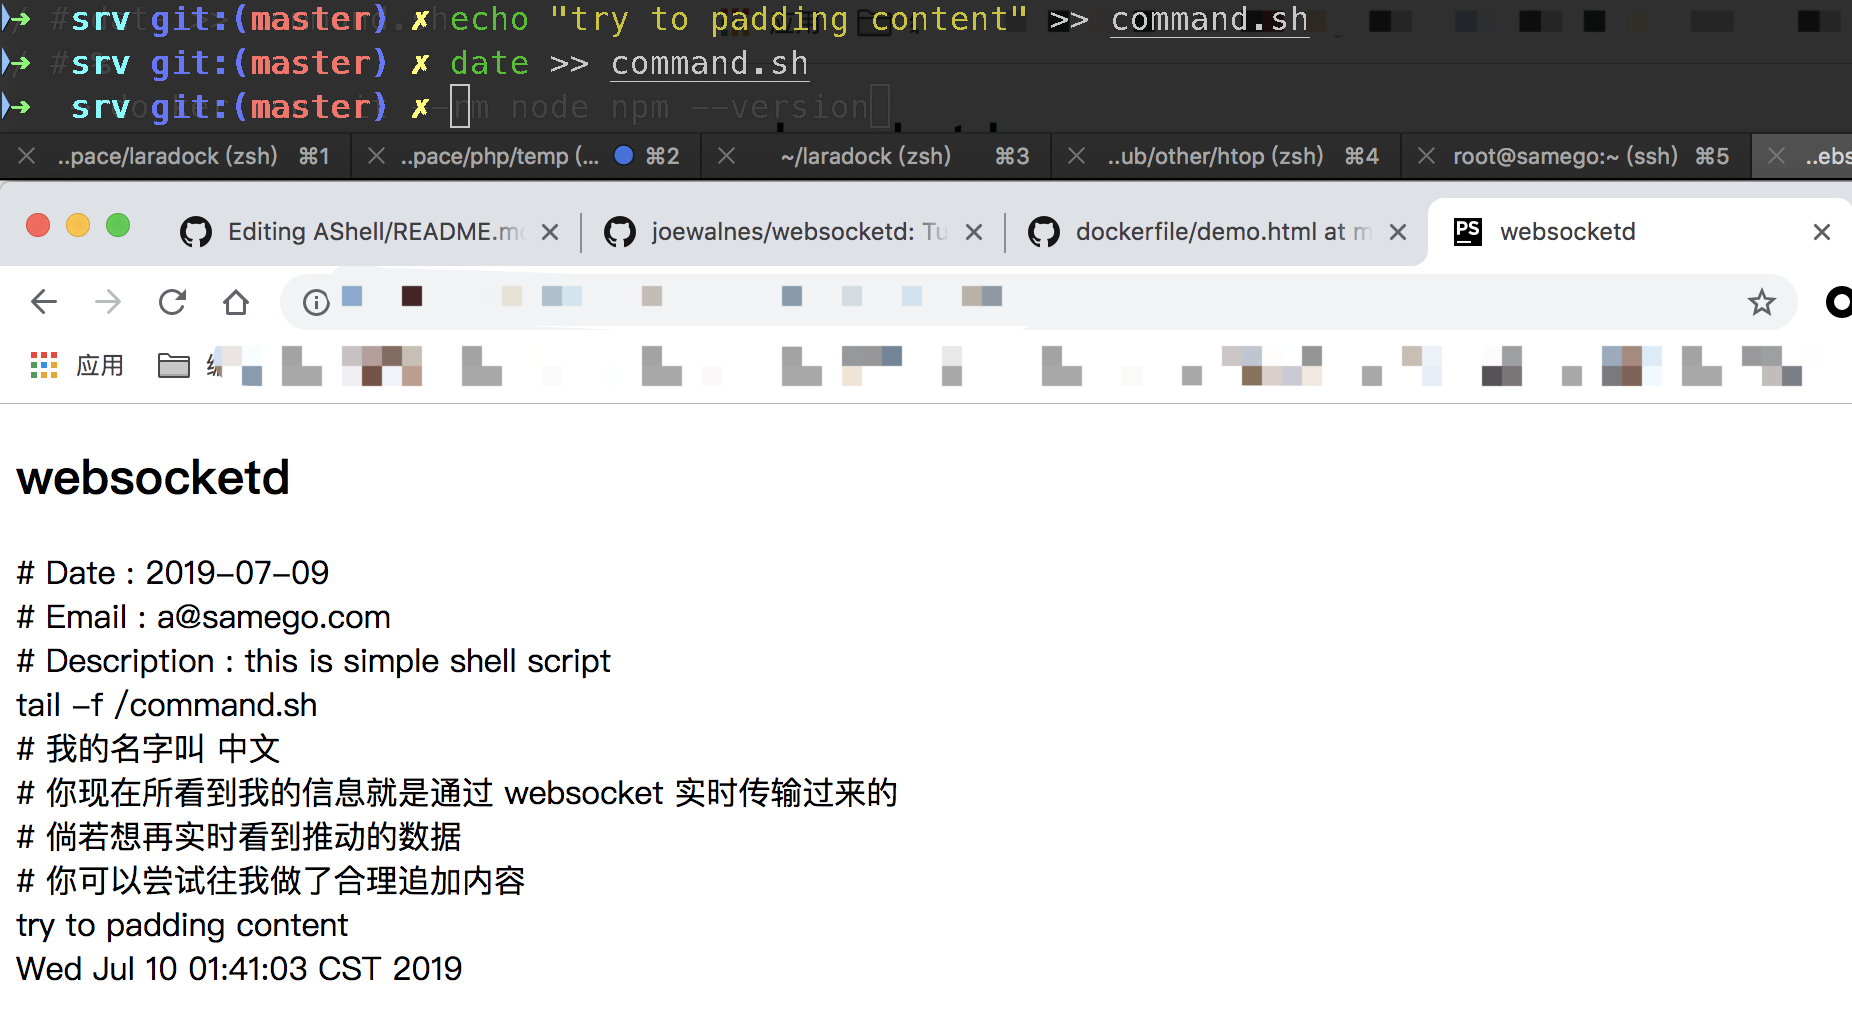 ➜ srv git:(master) ✗ echo "try to padding content" >> command.sh
➜ srv git:(master) ✗ date >> command.sh
➜ srv git:(master) ✗
node npm --version
..pace/laradock (zsh) ⌘1 ..pace/php/temp (... ⌘2 ~/laradock (zsh) ⌘3 ..ub/other/htop (zsh) ⌘4 root@samego:~ (ssh) ⌘5 ..ebs
Editing AShell/README.m joewalnes/websocketd: Tu dockerfile/demo.html at m PS websocketd
应用
websocketd
# Date : 2019-07-09
# Email : a@samego.com
# Description : this is simple shell script
tail -f /command.sh
# 我的名字叫 中文
# 你现在所看到我的信息就是通过 websocket 实时传输过来的
# 倘若想再实时看到推动的数据
# 你可以尝试往我做了合理追加内容
try to padding content
Wed Jul 10 01:41:03 CST 2019